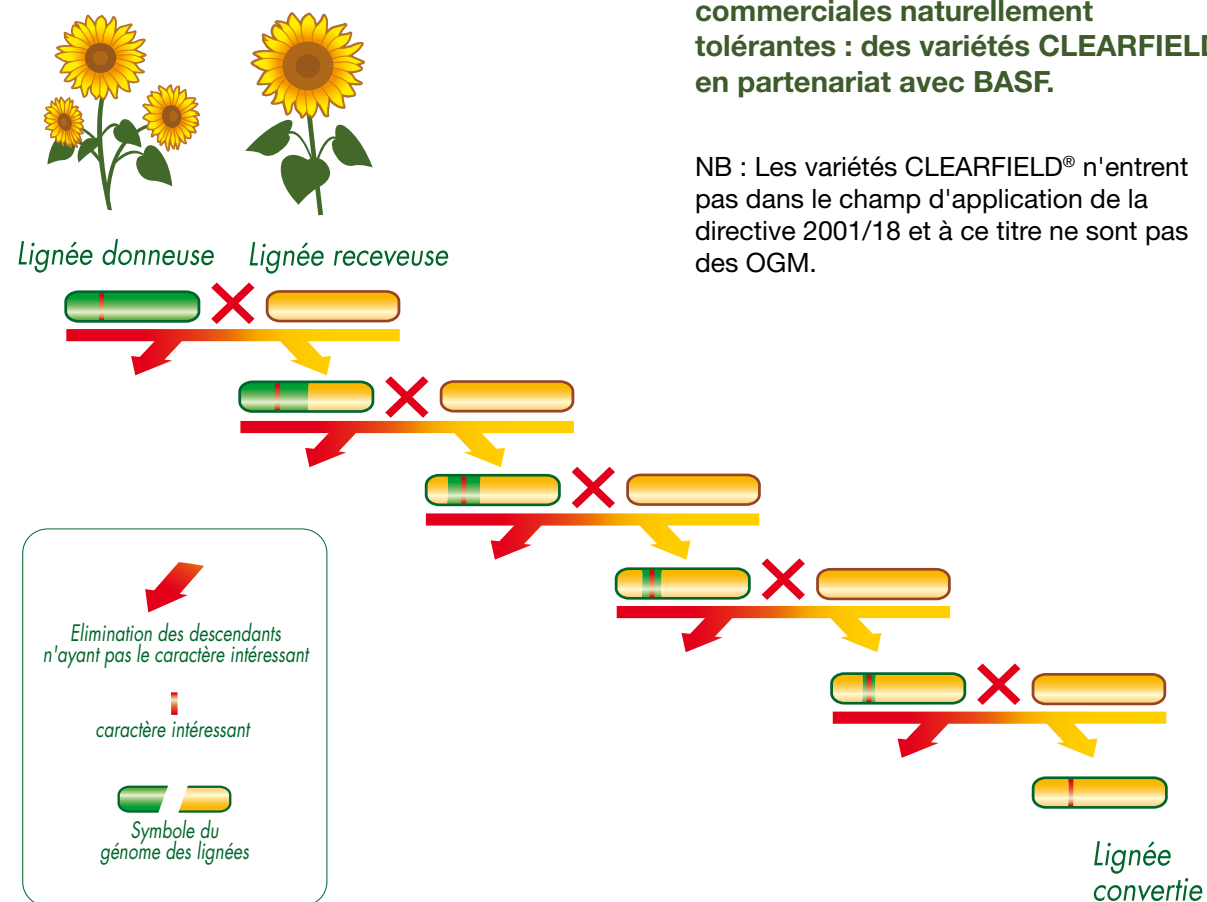 commerciales naturellement
tolérantes : des variétés CLEARFIELD
en partenariat avec BASF.
NB : Les variétés CLEARFIELD® n'entrent
pas dans le champ d'application de la
directive 2001/18 et à ce titre ne sont pas
des OGM.
Lignée donneuse
Lignée receveuse
Elimination des descendants
n'ayant pas le caractère intéressant
caractère intéressant
Symbole du
génome des lignées
Lignée
convertie